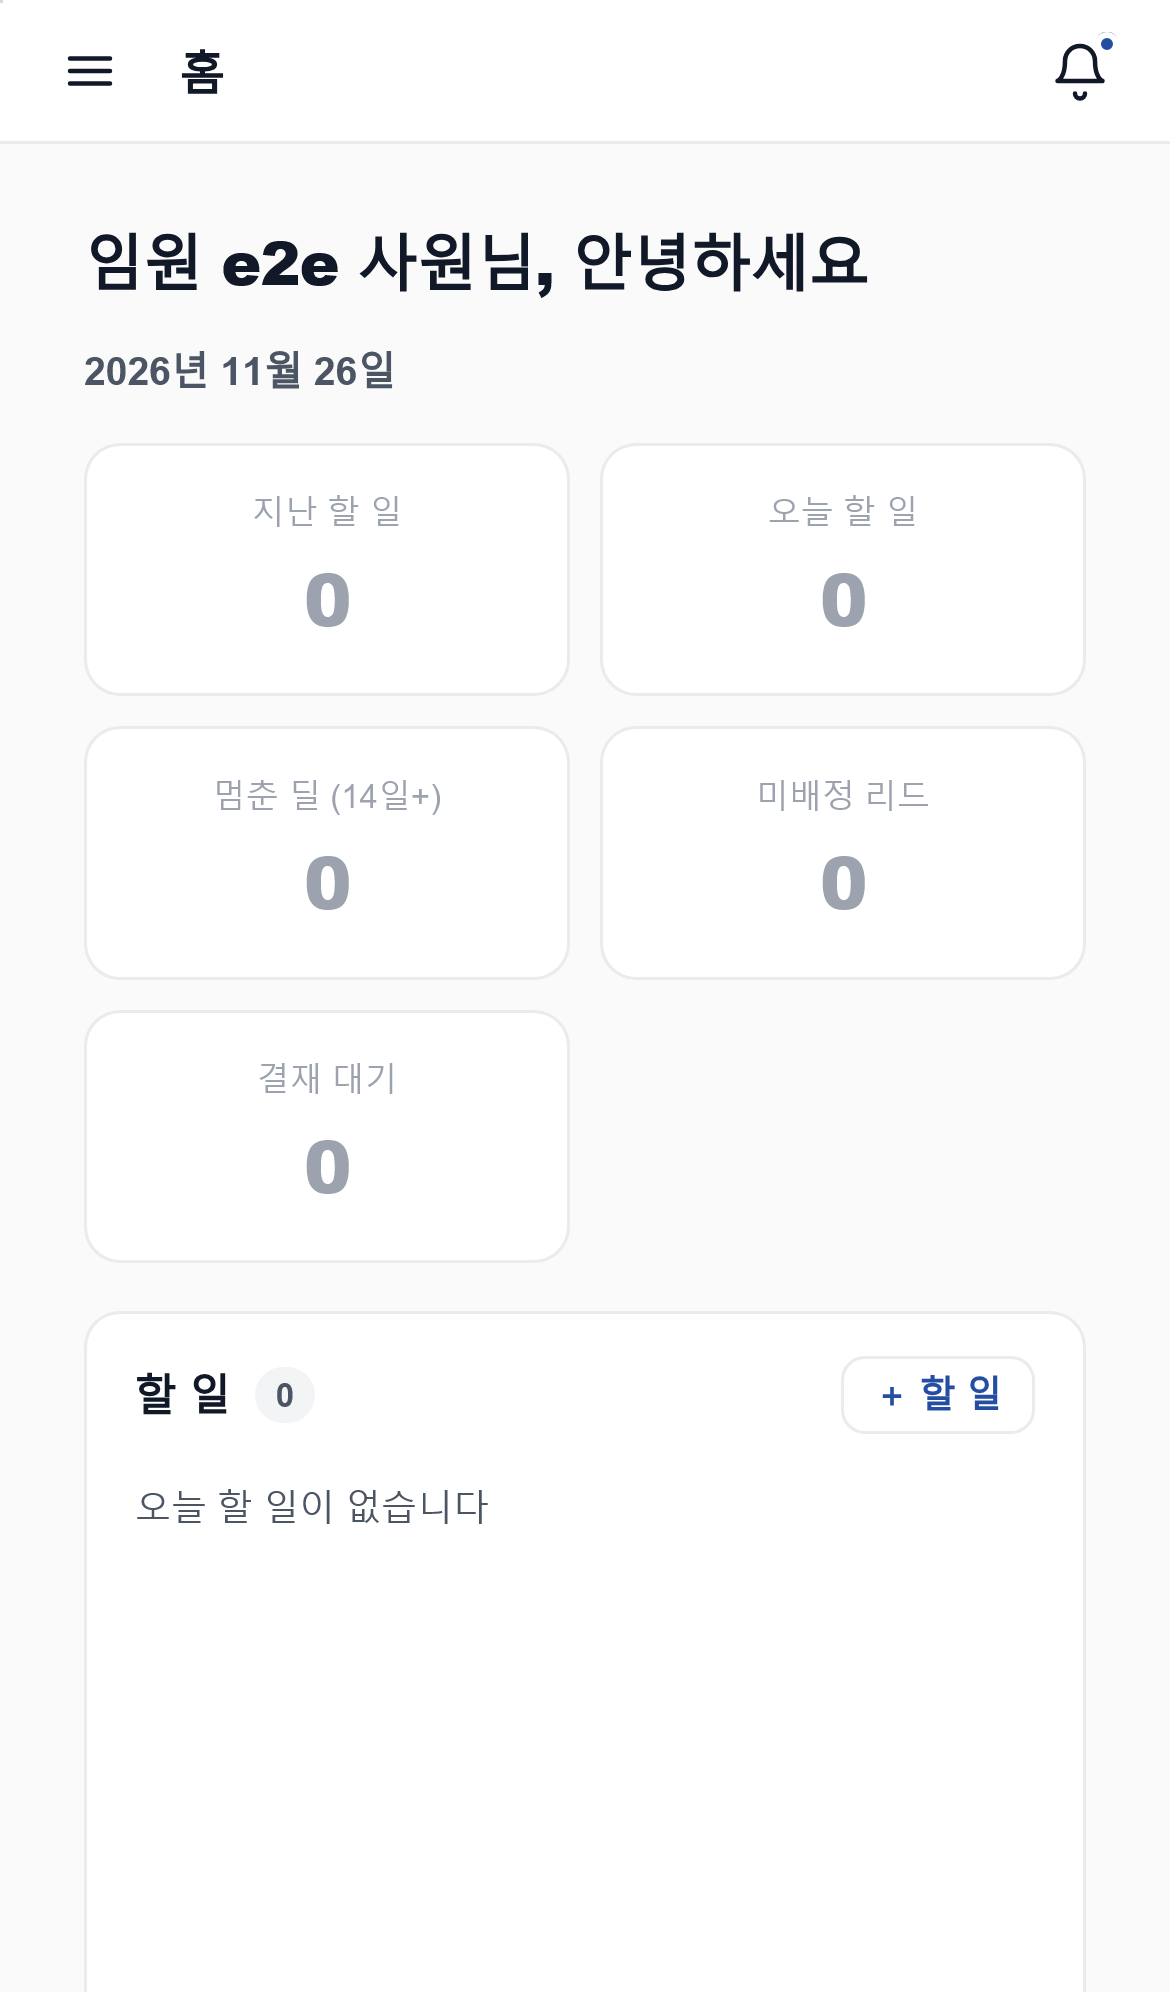 홈
임원 e2e 사원님, 안녕하세요
2026년 11월 26일
지난 할 일
0
오늘 할 일
0
멈춘 딜 (14일+)
0
미배정 리드
0
결재 대기
0
할 일 0
+ 할 일
오늘 할 일이 없습니다